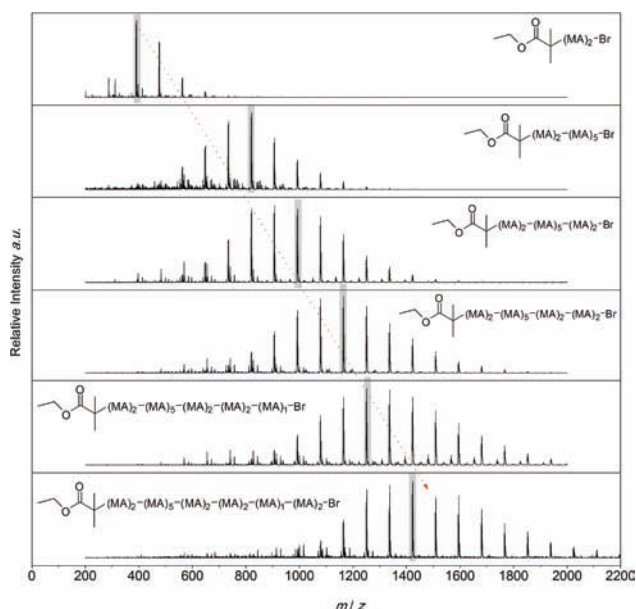 O
O
(MA)₂-Br
O
O
(MA)₂–(MA)₅-Br
O
O
(MA)₂–(MA)₅–(MA)₂-Br
O
O
(MA)₂–(MA)₅–(MA)₂–(MA)₂-Br
O
O
(MA)₂–(MA)₅–(MA)₂–(MA)₂–(MA)₁-Br
O
O
(MA)₂–(MA)₅–(MA)₂–(MA)₂–(MA)₁–(MA)₂-Br
Relative Intensity a.u.
0 200 400 600 800 1000 1200 1400 1600 1800 2000 2200
m / z